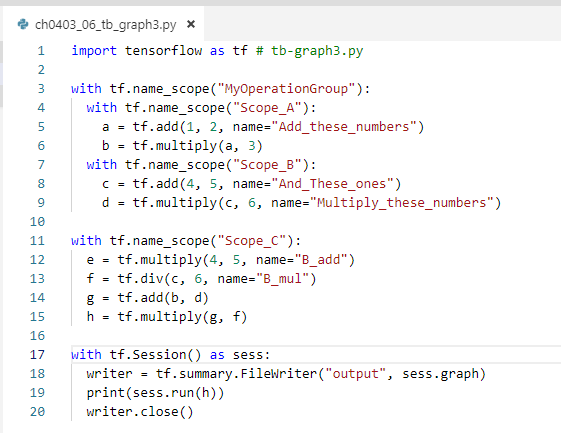 ch0403_06_tb_graph3.py ×
1 import tensorflow as tf # tb-graph3.py
2
3 with tf.name_scope("MyOperationGroup"):
4   with tf.name_scope("Scope_A"):
5     a = tf.add(1, 2, name="Add_these_numbers")
6     b = tf.multiply(a, 3)
7   with tf.name_scope("Scope_B"):
8     c = tf.add(4, 5, name="And_These_ones")
9     d = tf.multiply(c, 6, name="Multiply_these_numbers")
10
11 with tf.name_scope("Scope_C"):
12   e = tf.multiply(4, 5, name="B_add")
13   f = tf.div(c, 6, name="B_mul")
14   g = tf.add(b, d)
15   h = tf.multiply(g, f)
16
17 with tf.Session() as sess:
18   writer = tf.summary.FileWriter("output", sess.graph)
19   print(sess.run(h))
20   writer.close()